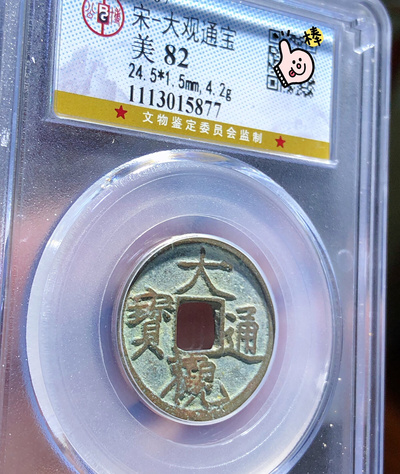 宋-大观通宝
美 82
24.5*1.5mm, 4.2g
1113015877
★ 文物鉴定委员会监制 ★
大
觀
通
寶